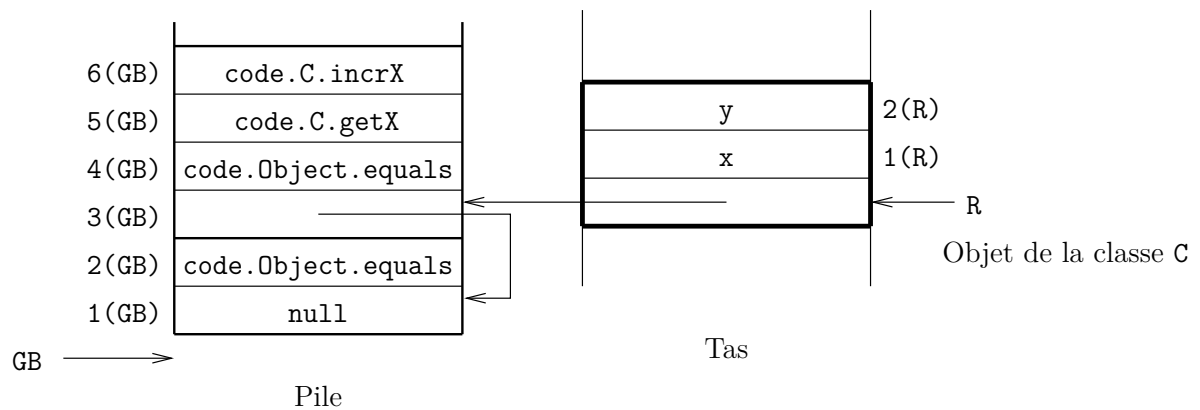 6(GB) code.C.incrX
5(GB) code.C.getX
4(GB) code.Object.equals
3(GB)
2(GB) code.Object.equals
1(GB) null
GB
Pile
y 2(R)
x 1(R)
R
Objet de la classe C
Tas